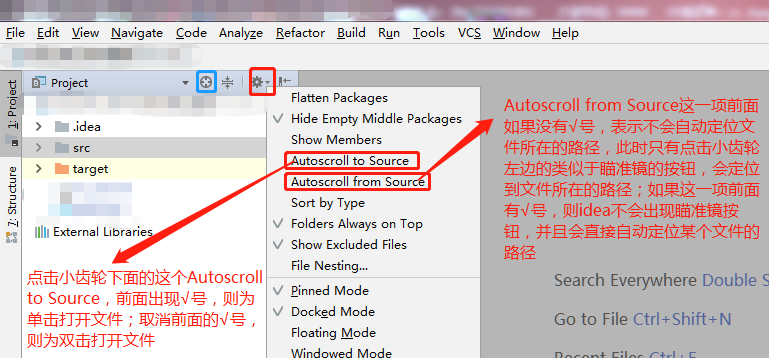 File Edit View Navigate Code Analyze Refactor Build Run Tools VCS Window Help
1: Project
Project
.idea
src
target
External Libraries
7: Structure
Flatten Packages
Hide Empty Middle Packages
Show Members
Autoscroll to Source
Autoscroll from Source
Sort by Type
Folders Always on Top
Show Excluded Files
File Nesting...
Pinned Mode
Docked Mode
Floating Mode
Windowed Mode
点击小齿轮下面的这个Autoscroll
to Source，前面出现√号，则为
单击打开文件；取消前面的√号，
则为双击打开文件
Autoscroll from Source这一项前面
如果没有√号，表示不会自动定位文
件所在的路径，此时只有点击小齿轮
左边的类似于瞄准镜的按钮，会定位
到文件所在的路径；如果这一项前面
有√号，则idea不会出现瞄准镜按
钮，并且会直接自动定位某个文件的
路径
Search Everywhere Double S
Go to File Ctrl+Shift+N
Recent Files Ctrl+E